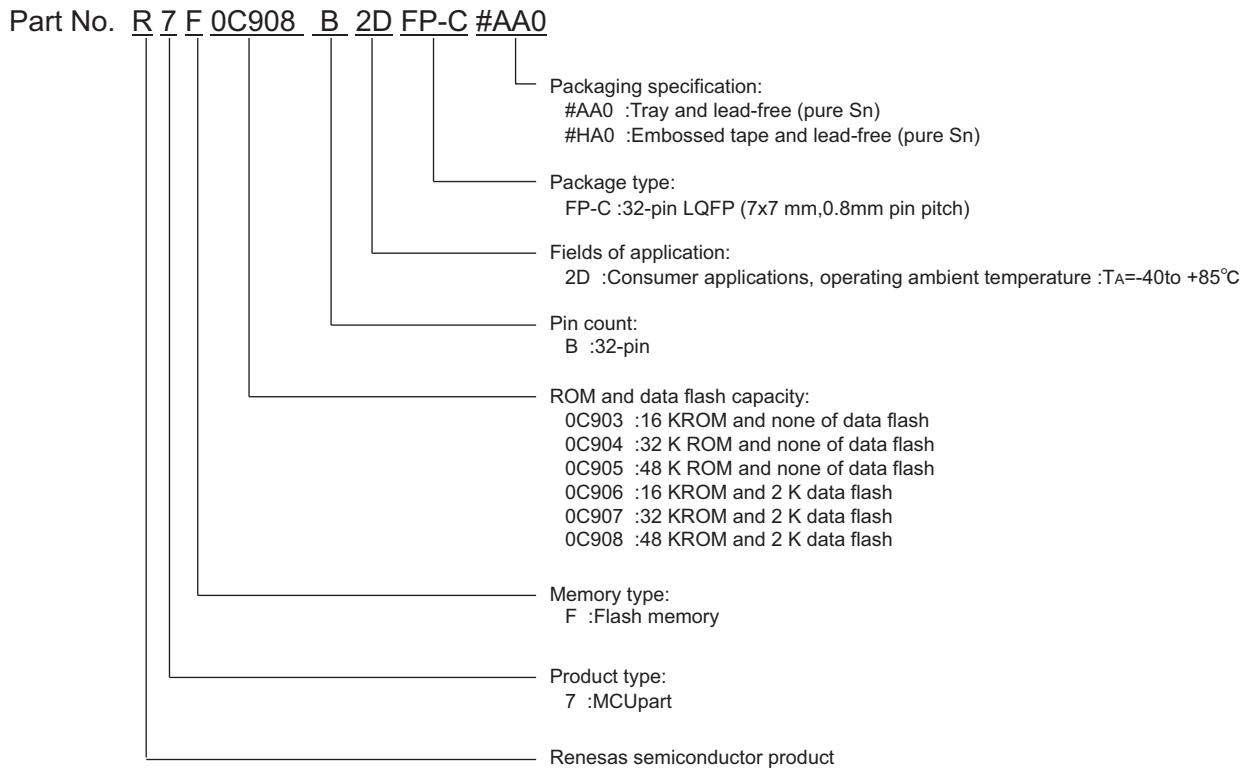 Part No. R 7 F 0C908 B 2D FP-C #AA0
Packaging specification:
#AA0 :Tray and lead-free (pure Sn)
#HA0 :Embossed tape and lead-free (pure Sn)
Package type:
FP-C :32-pin LQFP (7x7 mm,0.8mm pin pitch)
Fields of application:
2D :Consumer applications, operating ambient temperature :TA=-40to +85°C
Pin count:
B :32-pin
ROM and data flash capacity:
0C903 :16 KROM and none of data flash
0C904 :32 K ROM and none of data flash
0C905 :48 K ROM and none of data flash
0C906 :16 KROM and 2 K data flash
0C907 :32 KROM and 2 K data flash
0C908 :48 KROM and 2 K data flash
Memory type:
F :Flash memory
Product type:
7 :MCUpart
Renesas semiconductor product